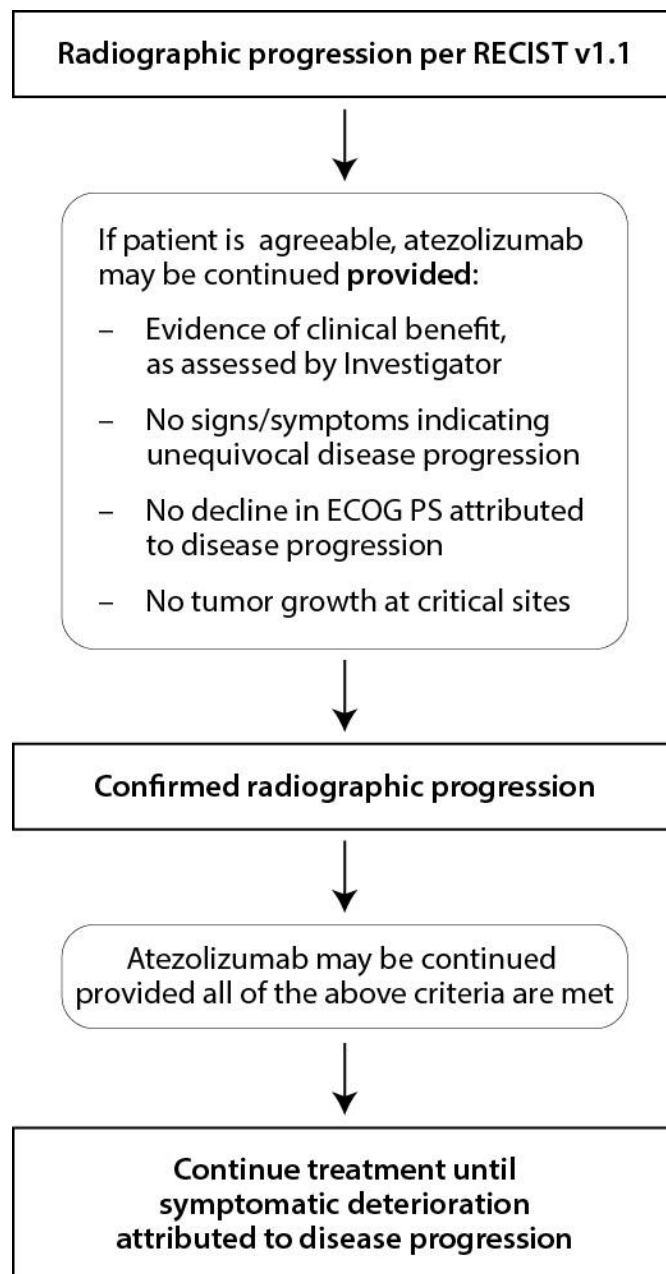 Radiographic progression per RECIST v1.1
If patient is agreeable, atezolizumab
may be continued provided:
– Evidence of clinical benefit,
as assessed by Investigator
– No signs/symptoms indicating
unequivocal disease progression
– No decline in ECOG PS attributed
to disease progression
– No tumor growth at critical sites
Confirmed radiographic progression
Atezolizumab may be continued
provided all of the above criteria are met
Continue treatment until
symptomatic deterioration
attributed to disease progression